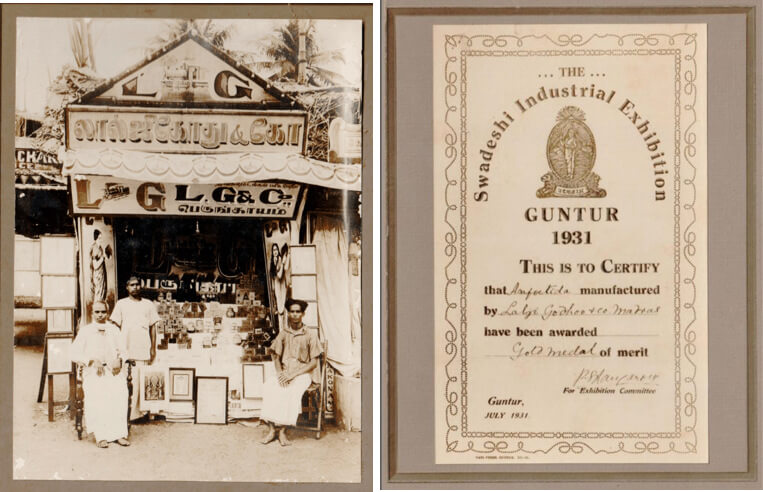 L G
லால்ஜீகோது & கோ
L G L.G & Co
பெருங்காயம்
... THE ...
Swadeshi Industrial Exhibition
GUNTUR
1931
THIS IS TO CERTIFY
that Asafoetida manufactured
by Lalji Godhoo & co Madras
have been awarded
Gold medal of merit
For Exhibition Committee
Guntur,
JULY 1931